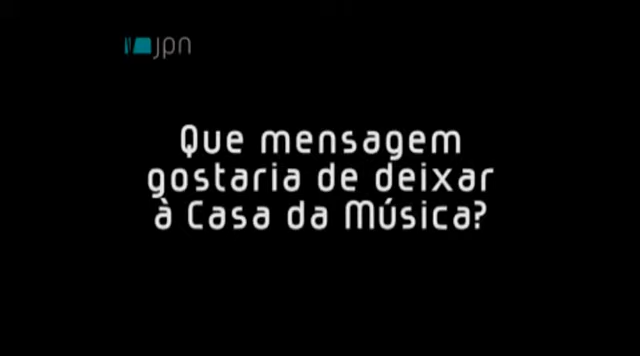 jpn
Que mensagem
gostaria de deixar
à Casa da Música?